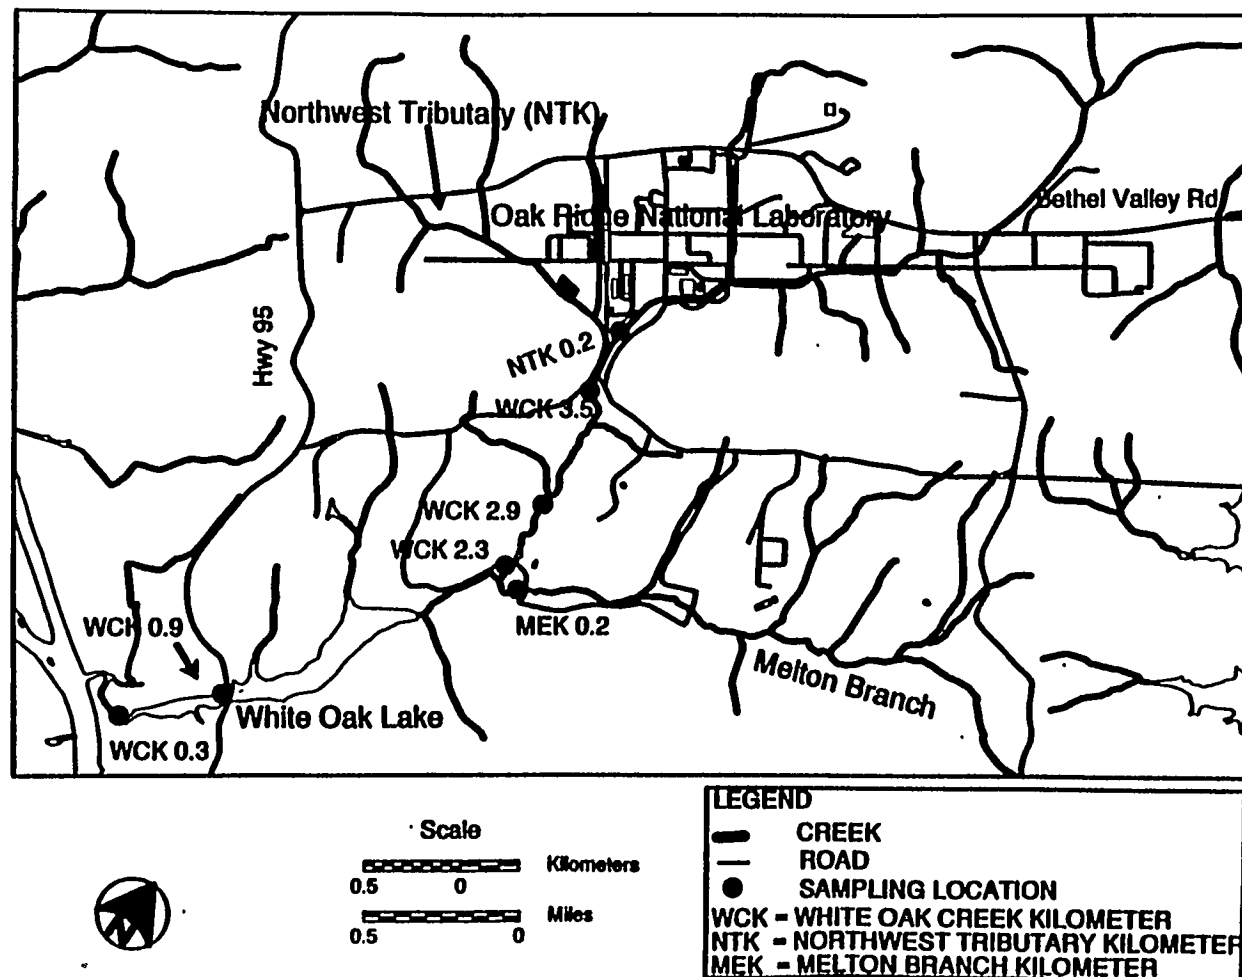 Northwest Tributary (NTK)
Bethel Valley Rd
Oak Ridge National Laboratory
Hwy 95
NTK 0.2
WCK 3.5
WCK 2.9
WCK 2.3
MEK 0.2
WCK 0.9
Melton Branch
White Oak Lake
WCK 0.3
Scale
Kilometers
0.5 0
Miles
0.5 0
N
LEGEND
CREEK
ROAD
SAMPLING LOCATION
WCK = WHITE OAK CREEK KILOMETER
NTK = NORTHWEST TRIBUTARY KILOMETER
MEK = MELTON BRANCH KILOMETER